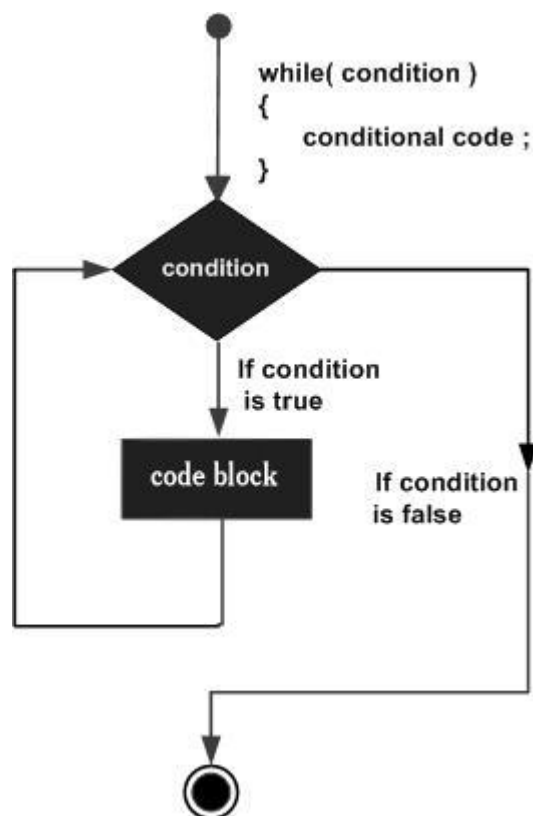 while( condition )
{
conditional code ;
}
condition
If condition
is true
code block
If condition
is false